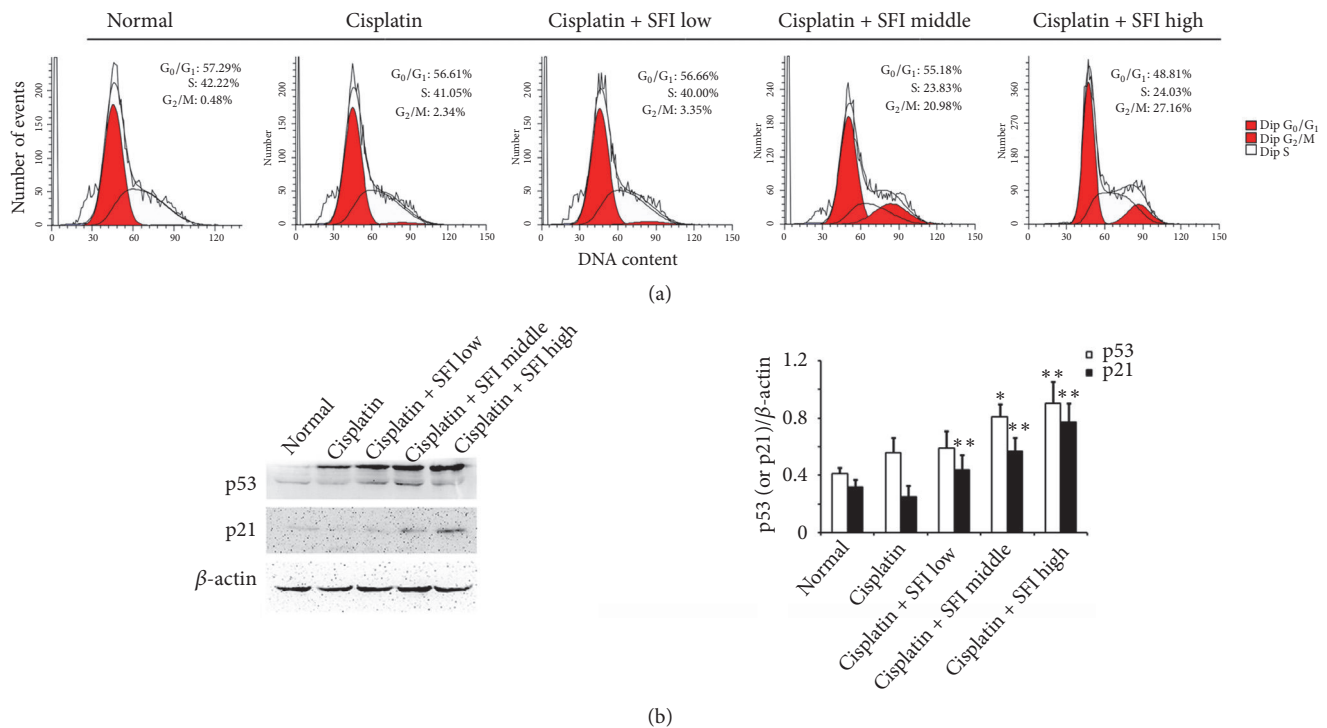 Normal
Cisplatin
Cisplatin + SFI low
Cisplatin + SFI middle
Cisplatin + SFI high
Number of events
200
150
100
50
0
G0/G1: 57.29%
S: 42.22%
G2/M: 0.48%
30 60 90 120
Number
200
150
100
50
0
G0/G1: 56.61%
S: 41.05%
G2/M: 2.34%
0 30 60 90 120 150
Number
200
150
100
50
0
G0/G1: 56.66%
S: 40.00%
G2/M: 3.35%
0 30 60 90 120 150
Number
240
180
120
60
0
G0/G1: 55.18%
S: 23.83%
G2/M: 20.98%
0 30 60 90 120 150
Number
360
270
180
90
0
G0/G1: 48.81%
S: 24.03%
G2/M: 27.16%
0 30 60 90 120 150
Dip G0/G1
Dip G2/M
Dip S
DNA content
(a)
Normal
Cisplatin
Cisplatin + SFI low
Cisplatin + SFI middle
Cisplatin + SFI high
p53
p21
β-actin
p53 (or p21)/β-actin
1.2
0.8
0.4
0
p53
p21
**
*
**
**
**
Normal
Cisplatin
Cisplatin + SFI low
Cisplatin + SFI middle
Cisplatin + SFI high
(b)